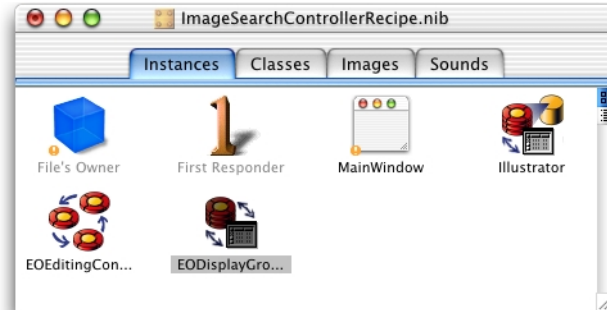 ImageSearchControllerRecipe.nib
Instances Classes Images Sounds
File's Owner First Responder MainWindow Illustrator
EOEditingCon... EODisplayGro...